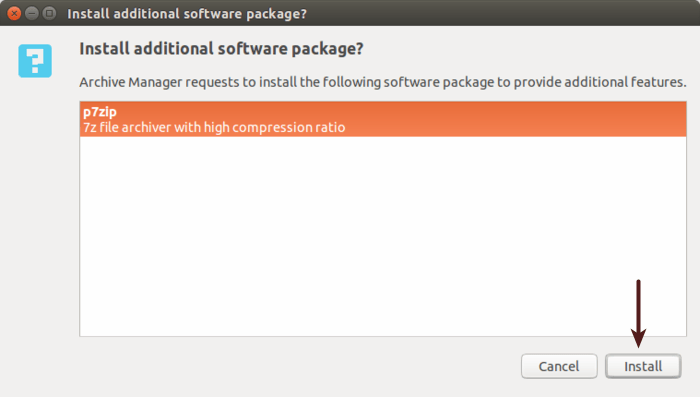 Install additional software package?
Install additional software package?
Archive Manager requests to install the following software package to provide additional features.
p7zip
7z file archiver with high compression ratio
Cancel
Install